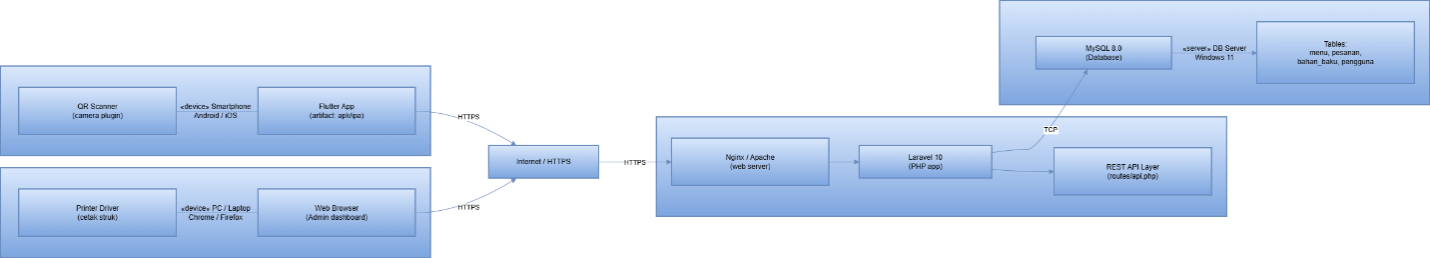 MySQL 8.0
(Database)
«server» DB Server
Windows 11
Tables:
menu, pesanan,
bahan_baku, pengguna
QR Scanner
(camera plugin)
«device» Smartphone
Android / iOS
Flutter App
(artifact: apk/ipa)
HTTPS
TCP
Internet / HTTPS
HTTPS
Nginx / Apache
(web server)
Laravel 10
(PHP app)
REST API Layer
(routes/api.php)
Printer Driver
(cetak struk)
«device» PC / Laptop
Chrome / Firefox
Web Browser
(Admin dashboard)
HTTPS